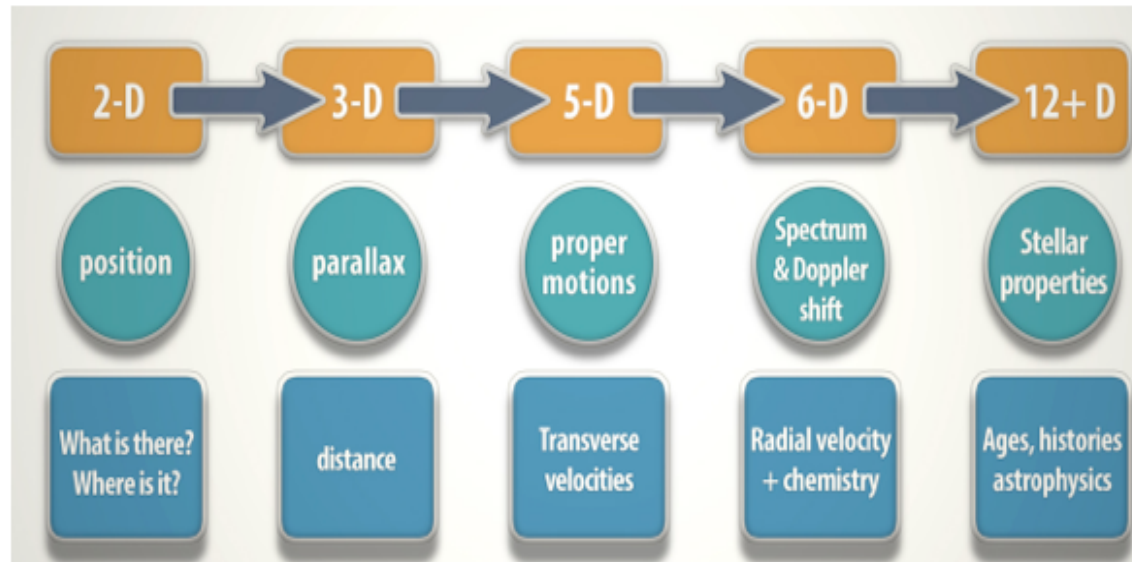 2-D
3-D
5-D
6-D
12+ D
position
parallax
proper
motions
Spectrum
& Doppler
shift
Stellar
properties
What is there?
Where is it?
distance
Transverse
velocities
Radial velocity
+ chemistry
Ages, histories
astrophysics